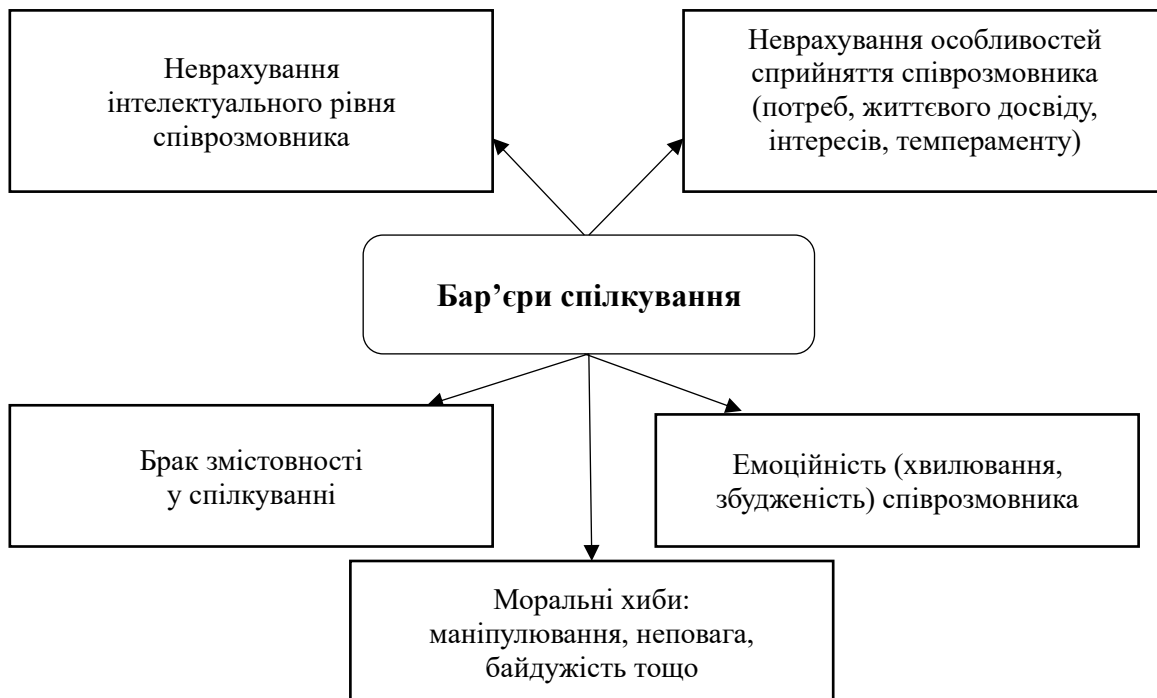 Неврахування
інтелектуального рівня
співрозмовника
Неврахування особливостей
сприйняття співрозмовника
(потреб, життєвого досвіду,
інтересів, темпераменту)
Бар’єри спілкування
Брак змістовності
у спілкуванні
Емоційність (хвилювання,
збудженість) співрозмовника
Моральні хиби:
маніпулювання, неповага,
байдужість тощо